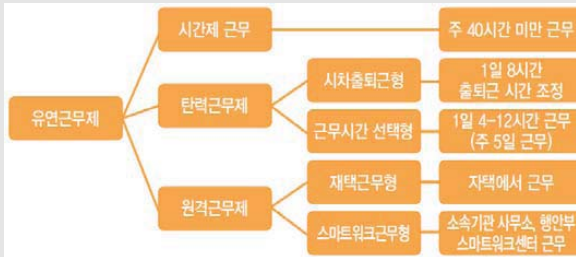 유연근무제
시간제 근무
주 40시간 미만 근무
탄력근무제
시차출퇴근형
1일 8시간
출퇴근 시간 조정
근무시간 선택형
1일 4~12시간 근무
(주 5일 근무)
원격근무제
재택근무형
자택에서 근무
스마트워크근무형
소속기관 사무소, 행안부
스마트워크센터 근무